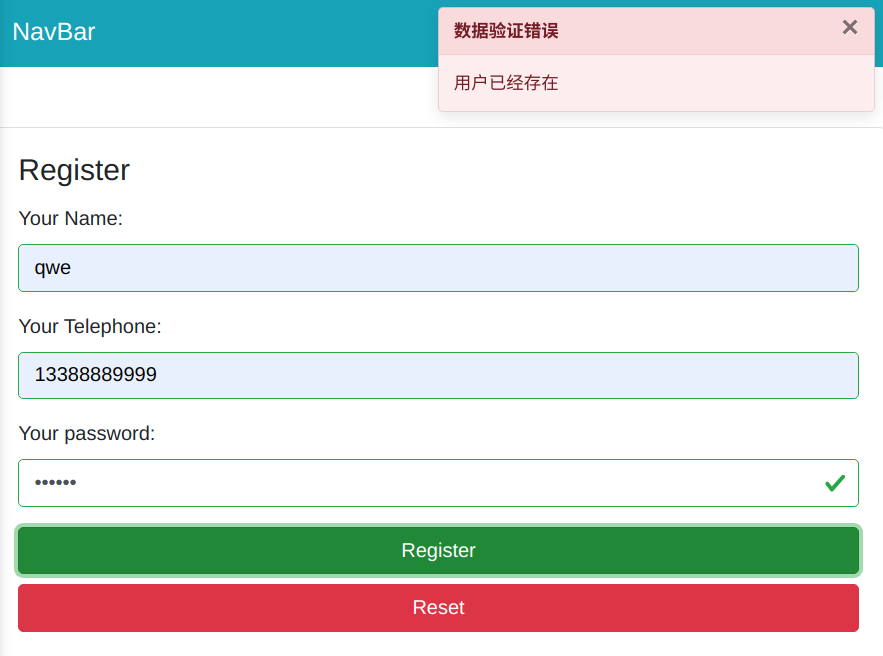 NavBar
数据验证错误
×
用户已经存在
Register
Your Name:
qwe
Your Telephone:
13388889999
Your password:
••••••
Register
Reset